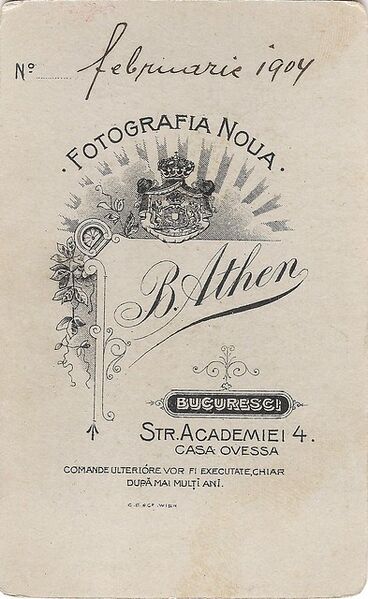 No. februarie 1904
· FOTOGRAFIA NOUA ·
B. Athen
BUCURESCI
STR. ACADEMIEI 4.
CASA OVESSA
COMANDE ULTERIÓRE VOR FI EXECUTATE, CHIAR
DUPĂ MAI MULȚI ANI.
WIEN